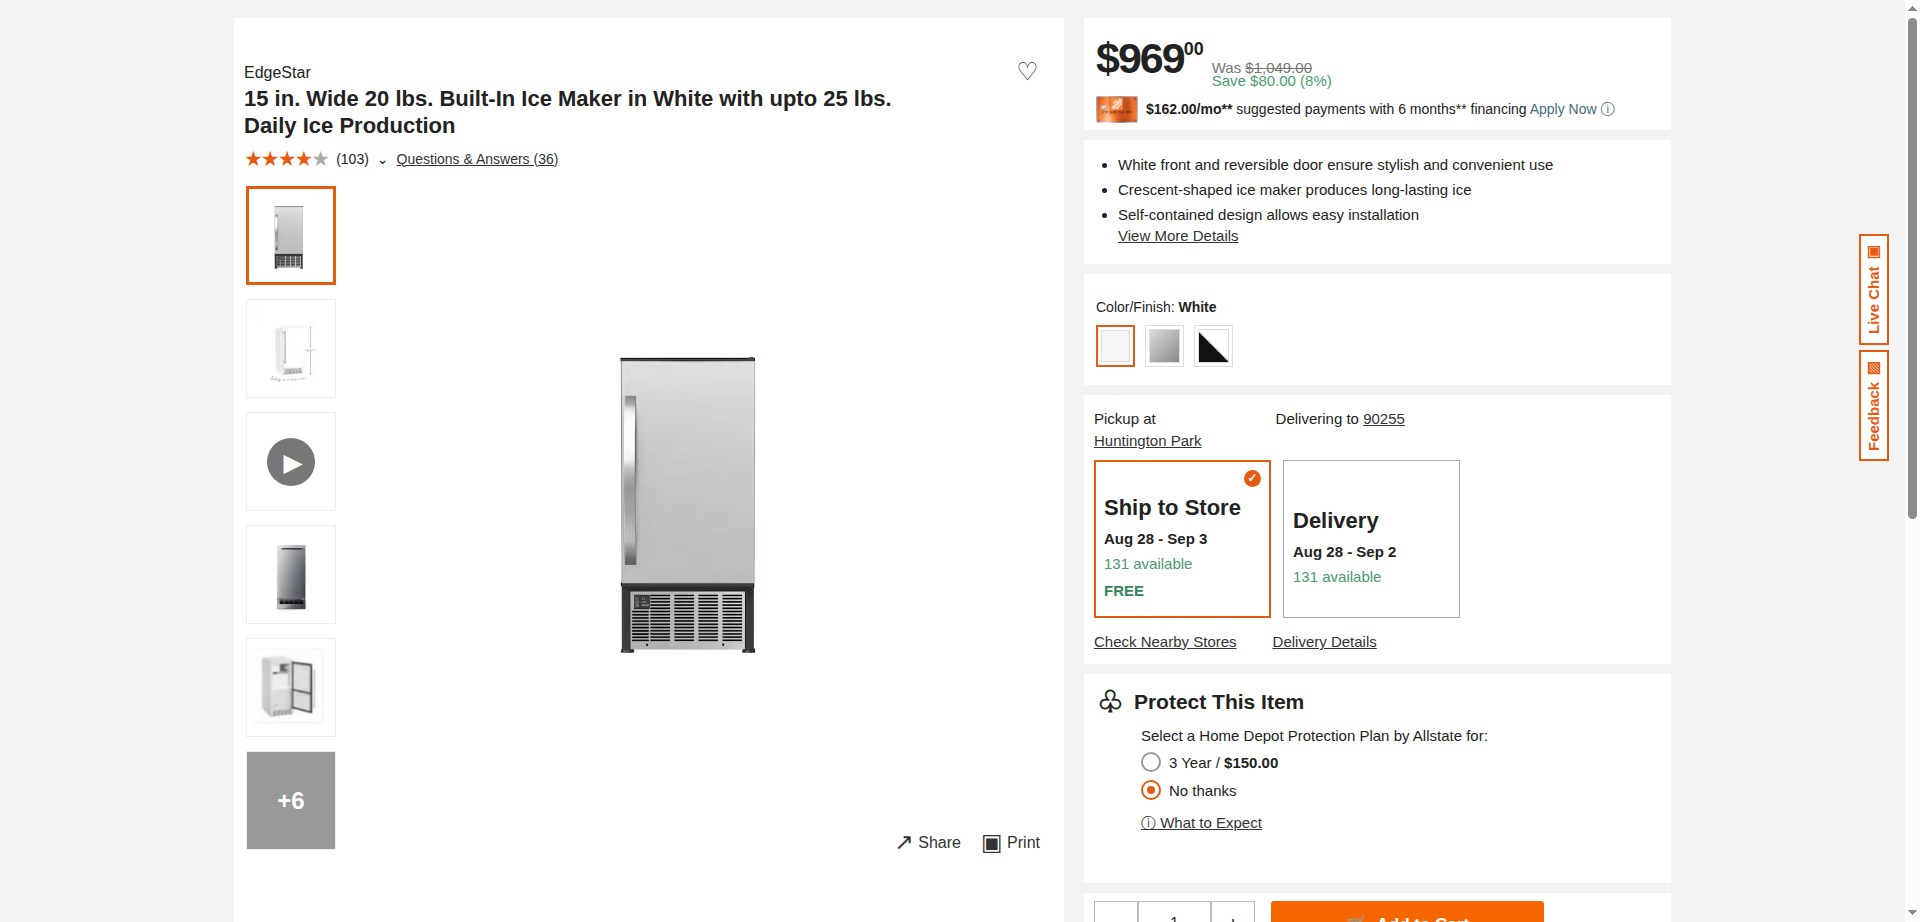 EdgeStar
15 in. Wide 20 lbs. Built-In Ice Maker in White with upto 25 lbs.
Daily Ice Production
(103)
Questions & Answers (36)
+6
Share
Print
$969.00
Was $1,049.00
Save $80.00 (8%)
$162.00/mo** suggested payments with 6 months** financing Apply Now
White front and reversible door ensure stylish and convenient use
Crescent-shaped ice maker produces long-lasting ice
Self-contained design allows easy installation
View More Details
Color/Finish: White
Pickup at
Huntington Park
Delivering to 90255
Ship to Store
Aug 28 - Sep 3
131 available
FREE
Delivery
Aug 28 - Sep 2
131 available
Check Nearby Stores
Delivery Details
Protect This Item
Select a Home Depot Protection Plan by Allstate for:
3 Year / $150.00
No thanks
What to Expect
1
Add to Cart
Live Chat
Feedback